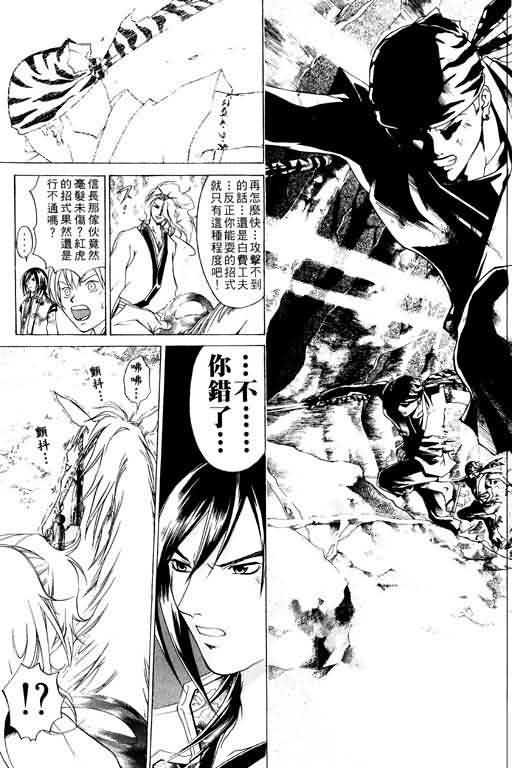 再怎麼快…攻擊不到
的話…還是白費工夫
…反正你能耍的招式
就只有這種程度吧！
信長那傢伙竟然
毫髮未傷？紅虎
的招式果然還是
行不通嗎？
…不……
你錯了…
咈咈…
顫抖…
顫抖…
！？